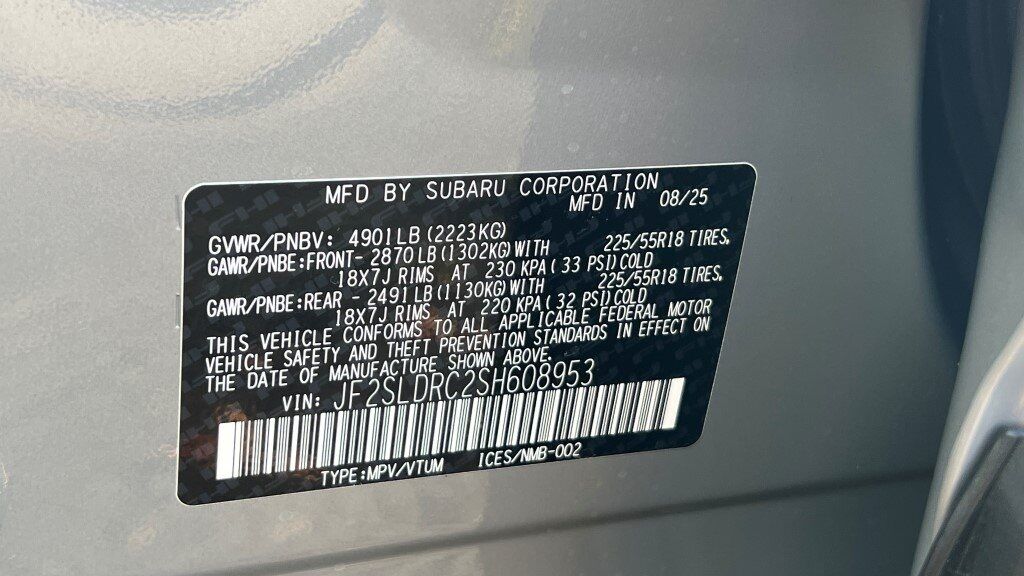 MFD BY SUBARU CORPORATION
MFD IN 08/25
GVWR/PNBV: 4901LB (2223KG)
GAWR/PNBE:FRONT- 2870LB(1302KG)WITH 225/55R18 TIRES,
18X7J RIMS AT 230 KPA(33 PSI)COLD
GAWR/PNBE:REAR - 2491LB(1130KG)WITH 225/55R18 TIRES,
18X7J RIMS AT 220 KPA(32 PSI)COLD
THIS VEHICLE CONFORMS TO ALL APPLICABLE FEDERAL MOTOR
VEHICLE SAFETY AND THEFT PREVENTION STANDARDS IN EFFECT ON
THE DATE OF MANUFACTURE SHOWN ABOVE.
VIN: JF2SLDRC2SH608953
TYPE:MPV/VTUM ICES/NMB-002